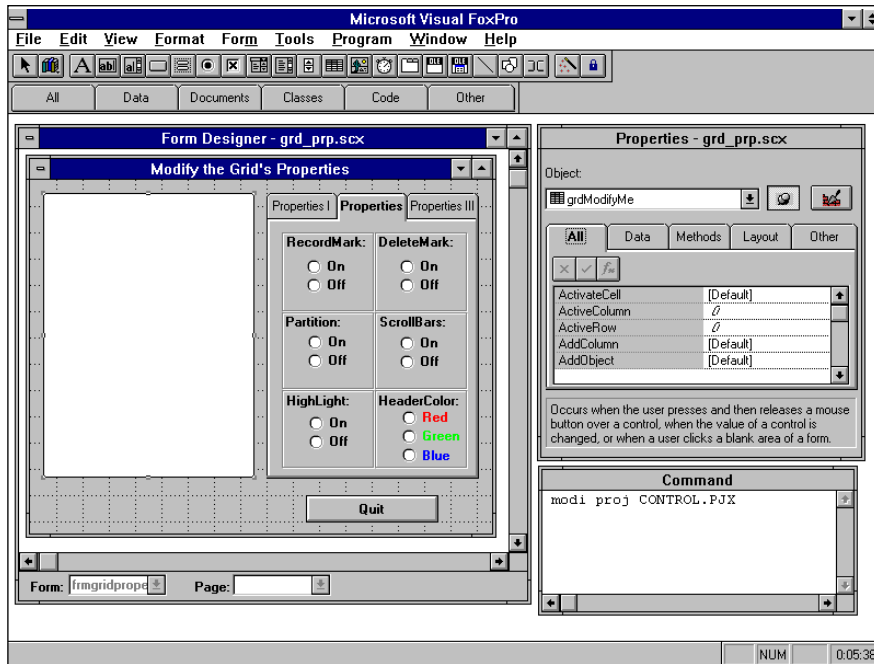 Microsoft Visual FoxPro
File Edit View Format Form Tools Program Window Help
All Data Documents Classes Code Other
Form Designer - grd_prp.scx
Modify the Grid's Properties
Properties I Properties Properties III
RecordMark: DeleteMark:
On On
Off Off
Partition: ScrollBars:
On On
Off Off
HighLight: HeaderColor:
On Red
Off Green
Blue
Quit
Form: frmgridprope Page:
Properties - grd_prp.scx
Object:
grdModifyMe
All Data Methods Layout Other
ActivateCell [Default]
ActiveColumn 0
ActiveRow 0
AddColumn [Default]
AddObject [Default]
Occurs when the user presses and then releases a mouse
button over a control, when the value of a control is
changed, or when a user clicks a blank area of a form.
Command
modi proj CONTROL.PJX
NUM 0:05:38